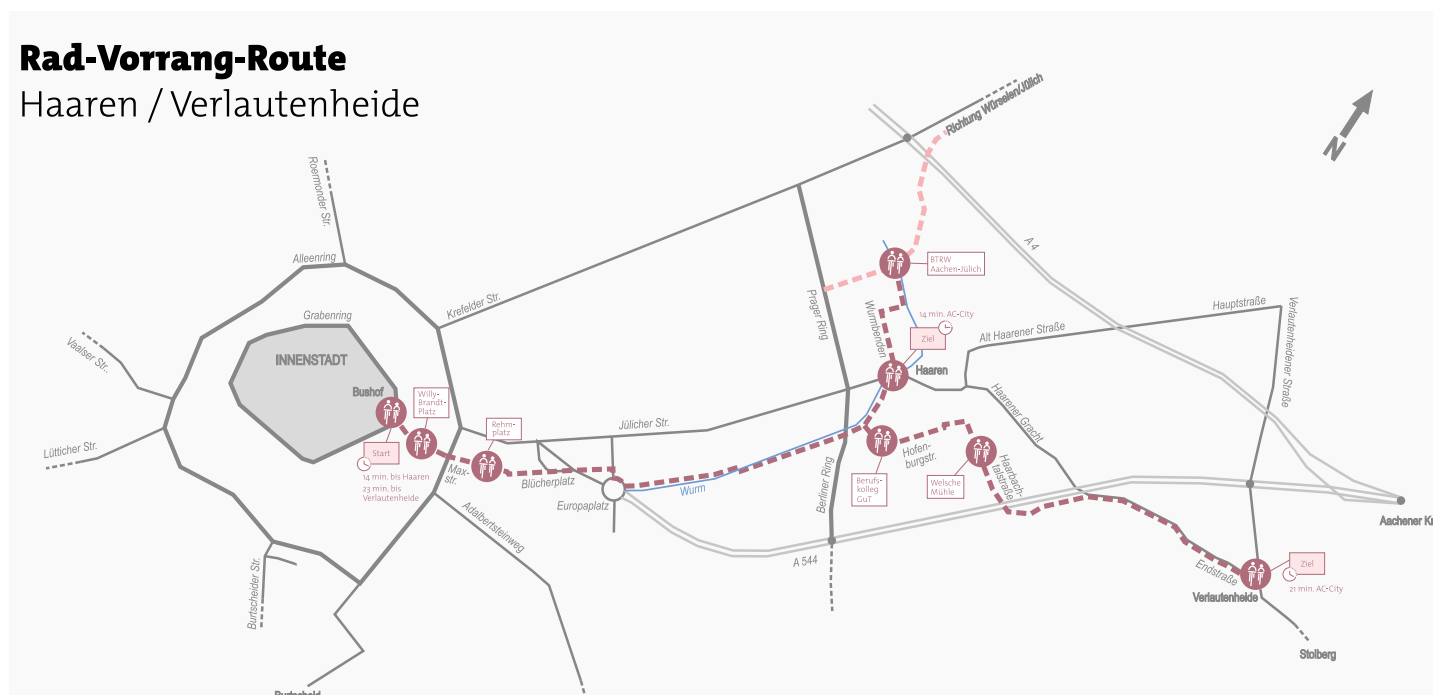 Rad-Vorrang-Route
Haaren / Verlautenheide
Richtung Würselen/Jülich
N
Roermonder Str.
Alleenring
Grabenring
INNENSTADT
Krefelder Str.
A 4
BTRW
Aachen-Jülich
Prager Ring
Wurmbenden
14 min. AC-City
Ziel
Alt Haarener Straße
Hauptstraße
Verlautenheidener Straße
Vaalser Str.
Bushof
Willy-
Brandt-
Platz
Haaren
Haarener Gracht
Lütticher Str.
Start
14 min. bis Haaren
23 min. bis
Verlautenheide
Rehm-
platz
Jülicher Str.
Max-
str.
Blücherplatz
Europaplatz
Wurm
Hofen-
burgstr.
Haarbach-
talstraße
Berufs-
kolleg
GuT
Welsche
Mühle
Berliner Ring
Adalbertsteinweg
A 544
Aachener
Burtscheider Str.
Endstraße
Ziel
21 min. AC-City
Verlautenheide
Stolberg